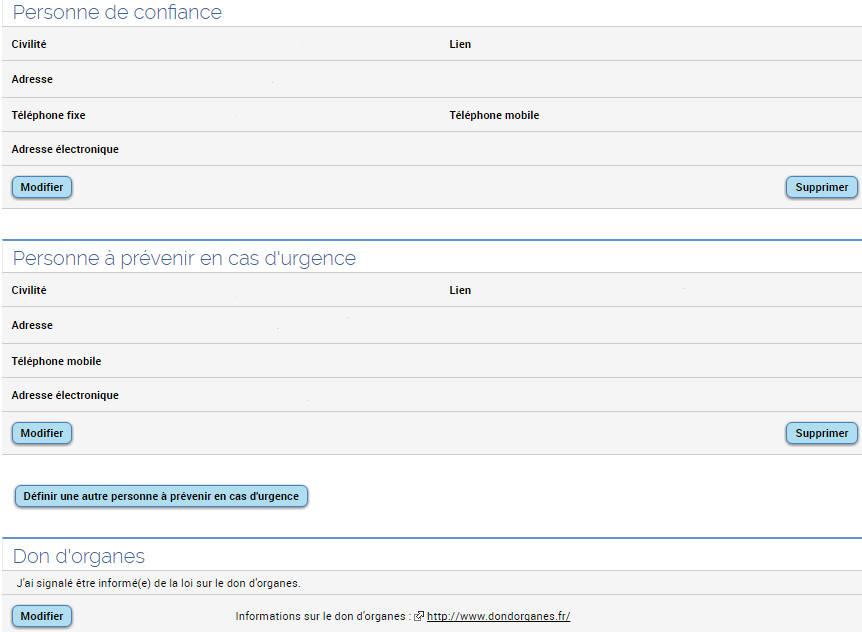 Personne de confiance
Civilité Lien
Adresse
Téléphone fixe Téléphone mobile
Adresse électronique
Modifier Supprimer
Personne à prévenir en cas d'urgence
Civilité Lien
Adresse
Téléphone mobile
Adresse électronique
Modifier Supprimer
Définir une autre personne à prévenir en cas d'urgence
Don d'organes
J'ai signalé être informé(e) de la loi sur le don d'organes.
Modifier Informations sur le don d'organes : http://www.dondorganes.fr/